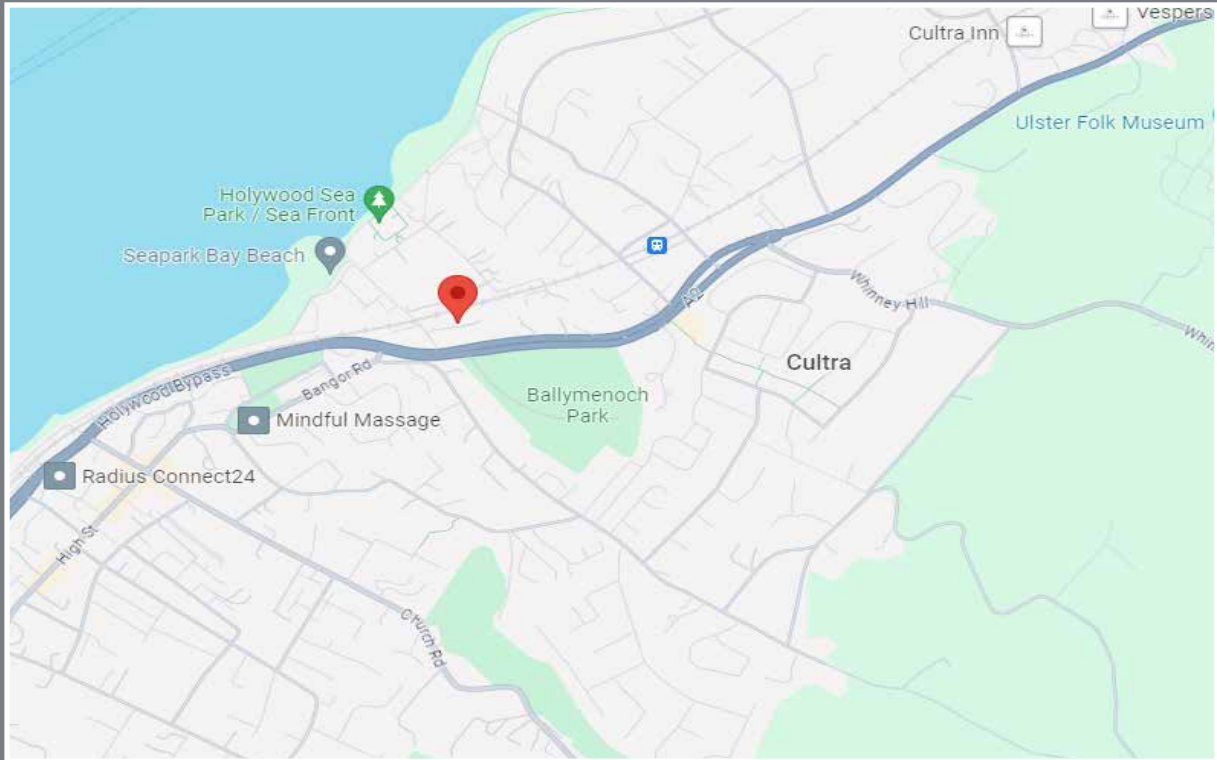 Vespers
Cultra Inn
Ulster Folk Museum
Holywood Sea
Park / Sea Front
Seapark Bay Beach
A2
Whinney Hill
Whin
Cultra
Holywood Bypass
Bangor Rd
Ballymenoch
Park
Mindful Massage
Radius Connect24
High St
Church Rd